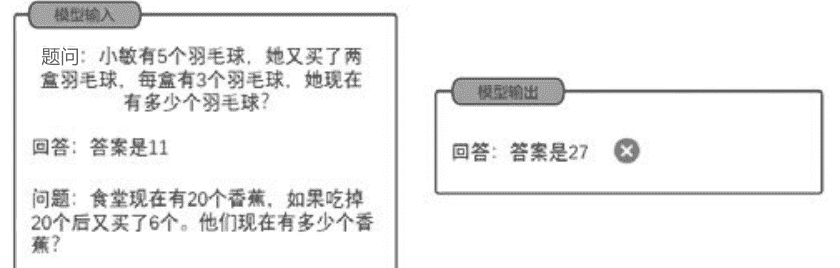 模型输入
题问：小敏有5个羽毛球，她又买了两
盒羽毛球，每盒有3个羽毛球，她现在
有多少个羽毛球？
回答：答案是11
问题：食堂现在有20个香蕉，如果吃掉
20个后又买了6个。他们现在有多少个香
蕉？
模型输出
回答：答案是27